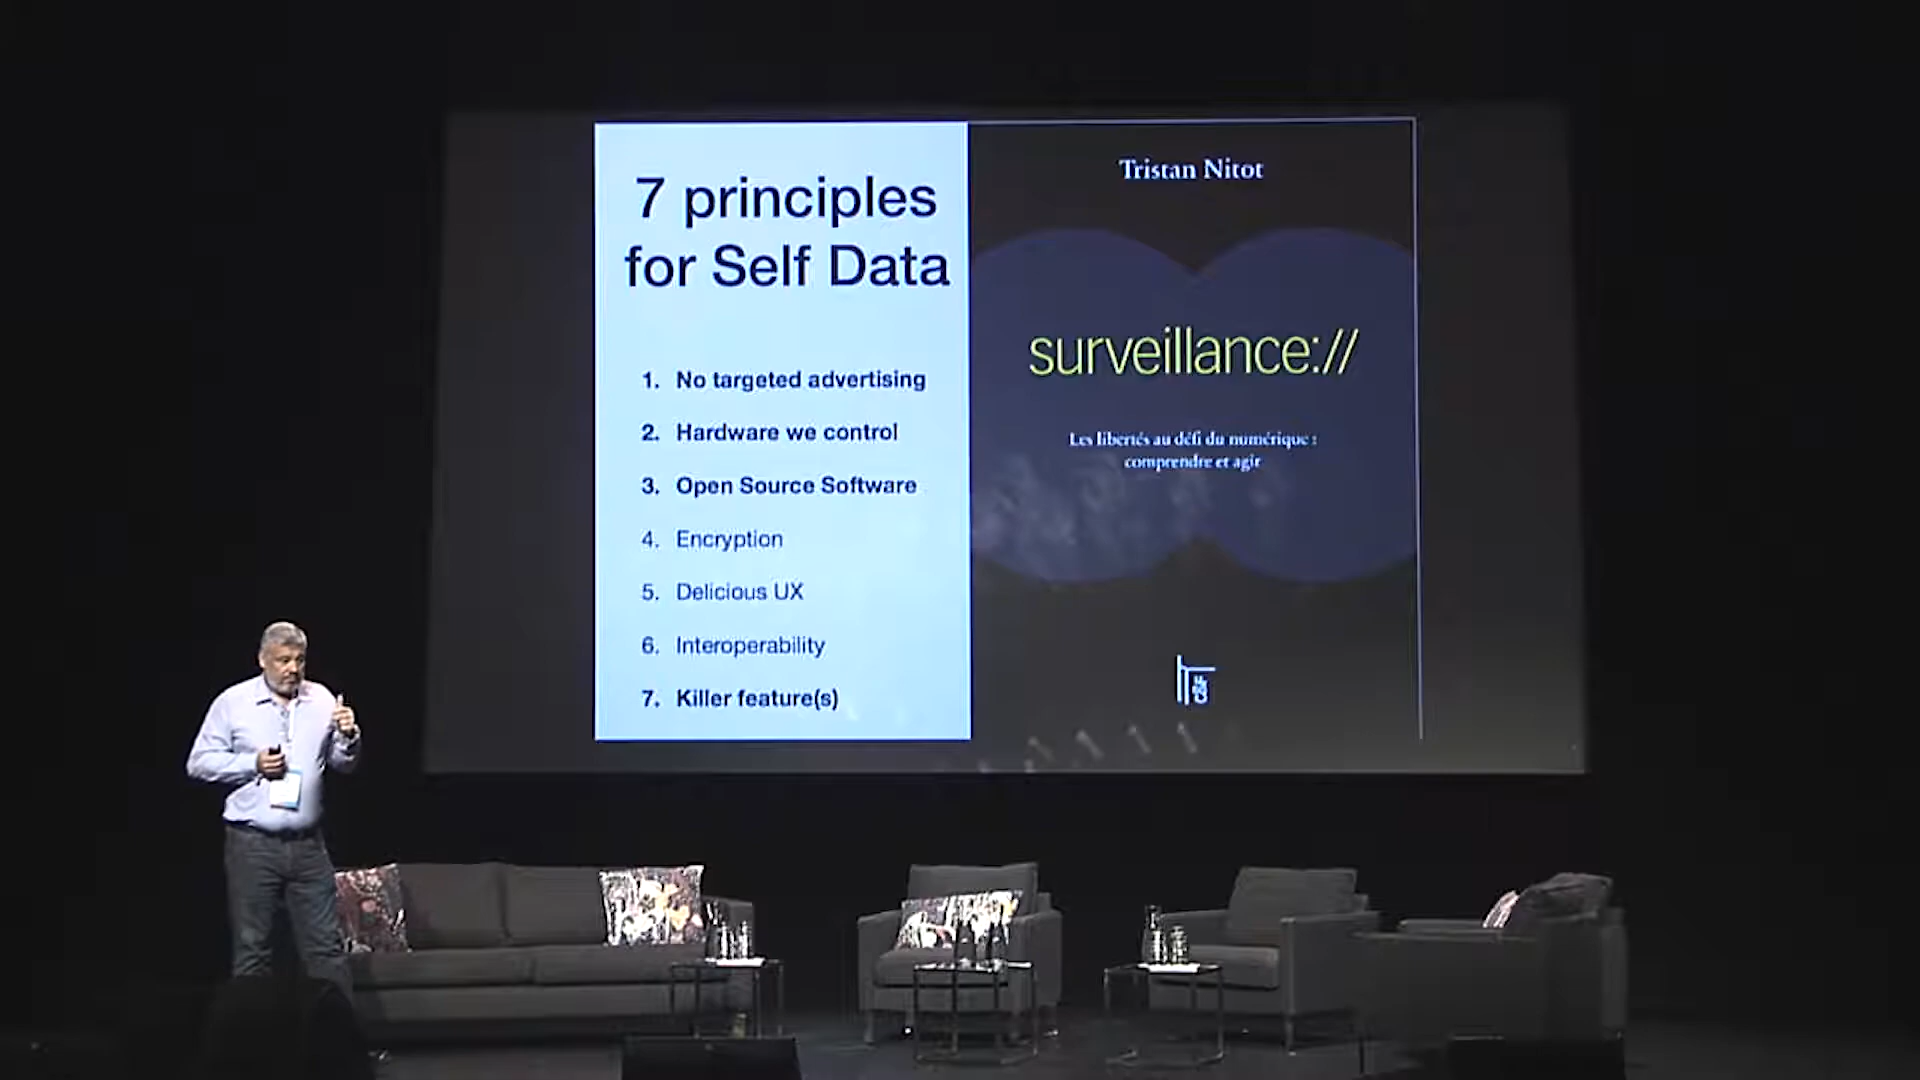 7 principles
for Self Data
1. No targeted advertising
2. Hardware we control
3. Open Source Software
4. Encryption
5. Delicious UX
6. Interoperability
7. Killer feature(s)
Tristan Nitot
surveillance://
Les libertés au défi du numérique :
comprendre et agir